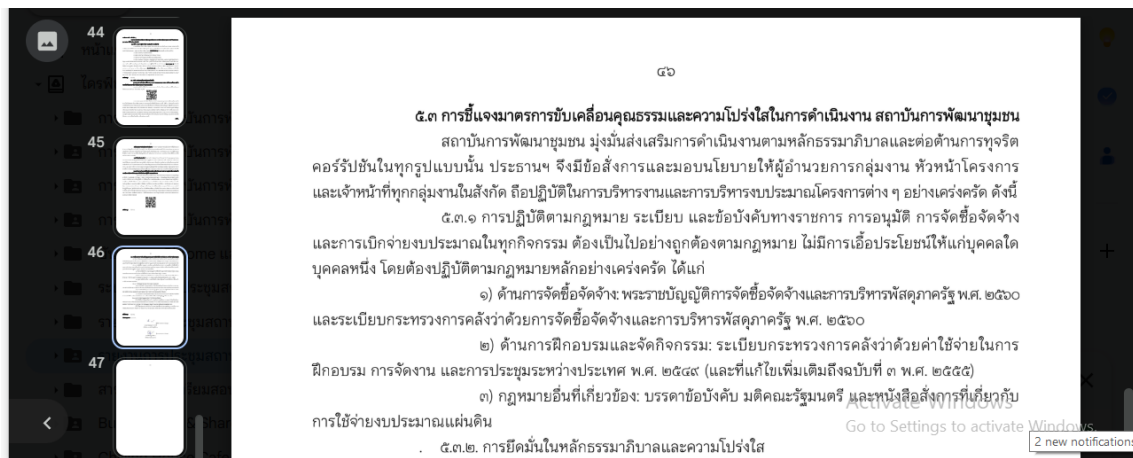 44
๔๖
๕.๓ การชี้แจงมาตรการขับเคลื่อนคุณธรรมและความโปร่งใสในการดำเนินงาน สถาบันการพัฒนาชุมชน
สถาบันการพัฒนาชุมชน มุ่งมั่นส่งเสริมการดำเนินงานตามหลักธรรมาภิบาลและต่อต้านการทุจริต
คอร์รัปชันในทุกรูปแบบนั้น ประธานฯ จึงมีข้อสั่งการและมอบนโยบายให้ผู้อำนวยการกลุ่มงาน หัวหน้าโครงการ
และเจ้าหน้าที่ทุกกลุ่มงานในสังกัด ถือปฏิบัติในการบริหารงานและการบริหารงบประมาณโครงการต่าง ๆ อย่างเคร่งครัด ดังนี้
45
๕.๓.๑ การปฏิบัติตามกฎหมาย ระเบียบ และข้อบังคับทางราชการ การอนุมัติ การจัดซื้อจัดจ้าง
และการเบิกจ่ายงบประมาณในทุกกิจกรรม ต้องเป็นไปอย่างถูกต้องตามกฎหมาย ไม่มีการเอื้อประโยชน์ให้แก่บุคคลใด
บุคคลหนึ่ง โดยต้องปฏิบัติตามกฎหมายหลักอย่างเคร่งครัด ได้แก่
46
๑) ด้านการจัดซื้อจัดจ้าง: พระราชบัญญัติการจัดซื้อจัดจ้างและการบริหารพัสดุภาครัฐ พ.ศ. ๒๕๖๐
และระเบียบกระทรวงการคลังว่าด้วยการจัดซื้อจัดจ้างและการบริหารพัสดุภาครัฐ พ.ศ. ๒๕๖๐
๒) ด้านการฝึกอบรมและจัดกิจกรรม: ระเบียบกระทรวงการคลังว่าด้วยค่าใช้จ่ายในการ
ฝึกอบรม การจัดงาน และการประชุมระหว่างประเทศ พ.ศ. ๒๕๔๙ (และที่แก้ไขเพิ่มเติมถึงฉบับที่ ๓ พ.ศ. ๒๕๕๕)
47
๓) กฎหมายอื่นที่เกี่ยวข้อง: บรรดาข้อบังคับ มติคณะรัฐมนตรี และหนังสือสั่งการที่เกี่ยวกับ
การใช้จ่ายงบประมาณแผ่นดิน
. ๕.๓.๒. การยึดมั่นในหลักธรรมาภิบาลและความโปร่งใส
Activate Windows
Go to Settings to activate Windows.
2 new notifications